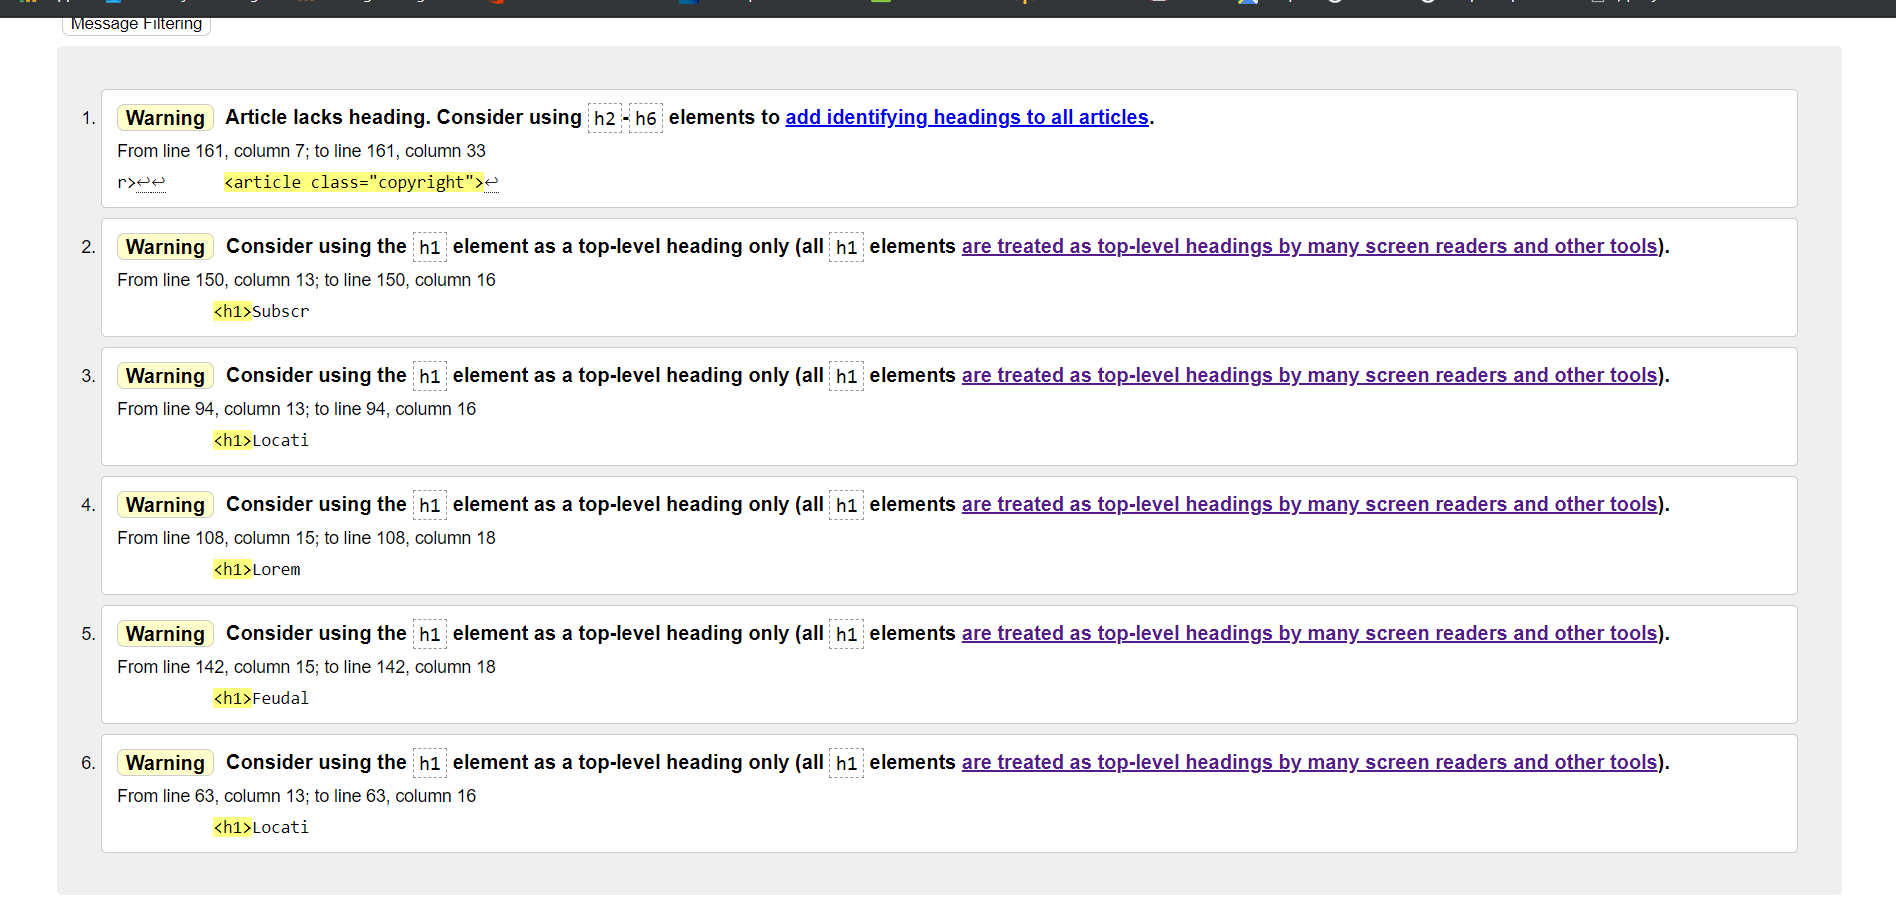 Message Filtering
1. Warning Article lacks heading. Consider using h2-h6 elements to add identifying headings to all articles.
From line 161, column 7; to line 161, column 33
r>↩↩ <article class="copyright">↩
2. Warning Consider using the h1 element as a top-level heading only (all h1 elements are treated as top-level headings by many screen readers and other tools).
From line 150, column 13; to line 150, column 16
<h1>Subscr
3. Warning Consider using the h1 element as a top-level heading only (all h1 elements are treated as top-level headings by many screen readers and other tools).
From line 94, column 13; to line 94, column 16
<h1>Locati
4. Warning Consider using the h1 element as a top-level heading only (all h1 elements are treated as top-level headings by many screen readers and other tools).
From line 108, column 15; to line 108, column 18
<h1>Lorem
5. Warning Consider using the h1 element as a top-level heading only (all h1 elements are treated as top-level headings by many screen readers and other tools).
From line 142, column 15; to line 142, column 18
<h1>Feudal
6. Warning Consider using the h1 element as a top-level heading only (all h1 elements are treated as top-level headings by many screen readers and other tools).
From line 63, column 13; to line 63, column 16
<h1>Locati